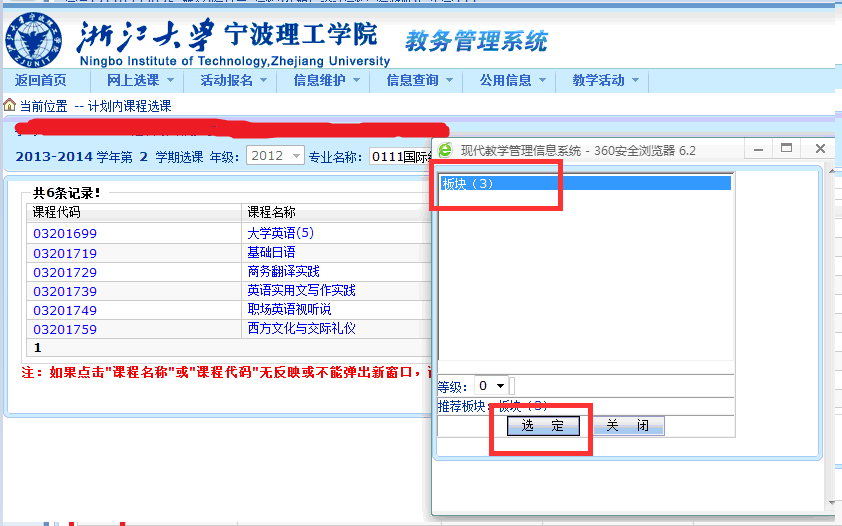 浙江大学 宁波理工学院 教务管理系统
Ningbo Institute of Technology,Zhejiang University
返回首页 网上选课 活动报名 信息维护 信息查询 公用信息 教学活动
当前位置 -- 计划内课程选课
2013-2014 学年第 2 学期选课 年级: 2012 专业名称: 0111国际
共6条记录!
课程代码 课程名称
03201699 大学英语(5)
03201719 基础日语
03201729 商务翻译实践
03201739 英语实用文写作实践
03201749 职场英语视听说
03201759 西方文化与交际礼仪
1
注：如果点击"课程名称"或"课程代码"无反映或不能弹出新窗口，
现代教学管理信息系统 - 360安全浏览器 6.2
板块（3）
等级: 0
推荐板块: 板块（3）
选 定 关 闭